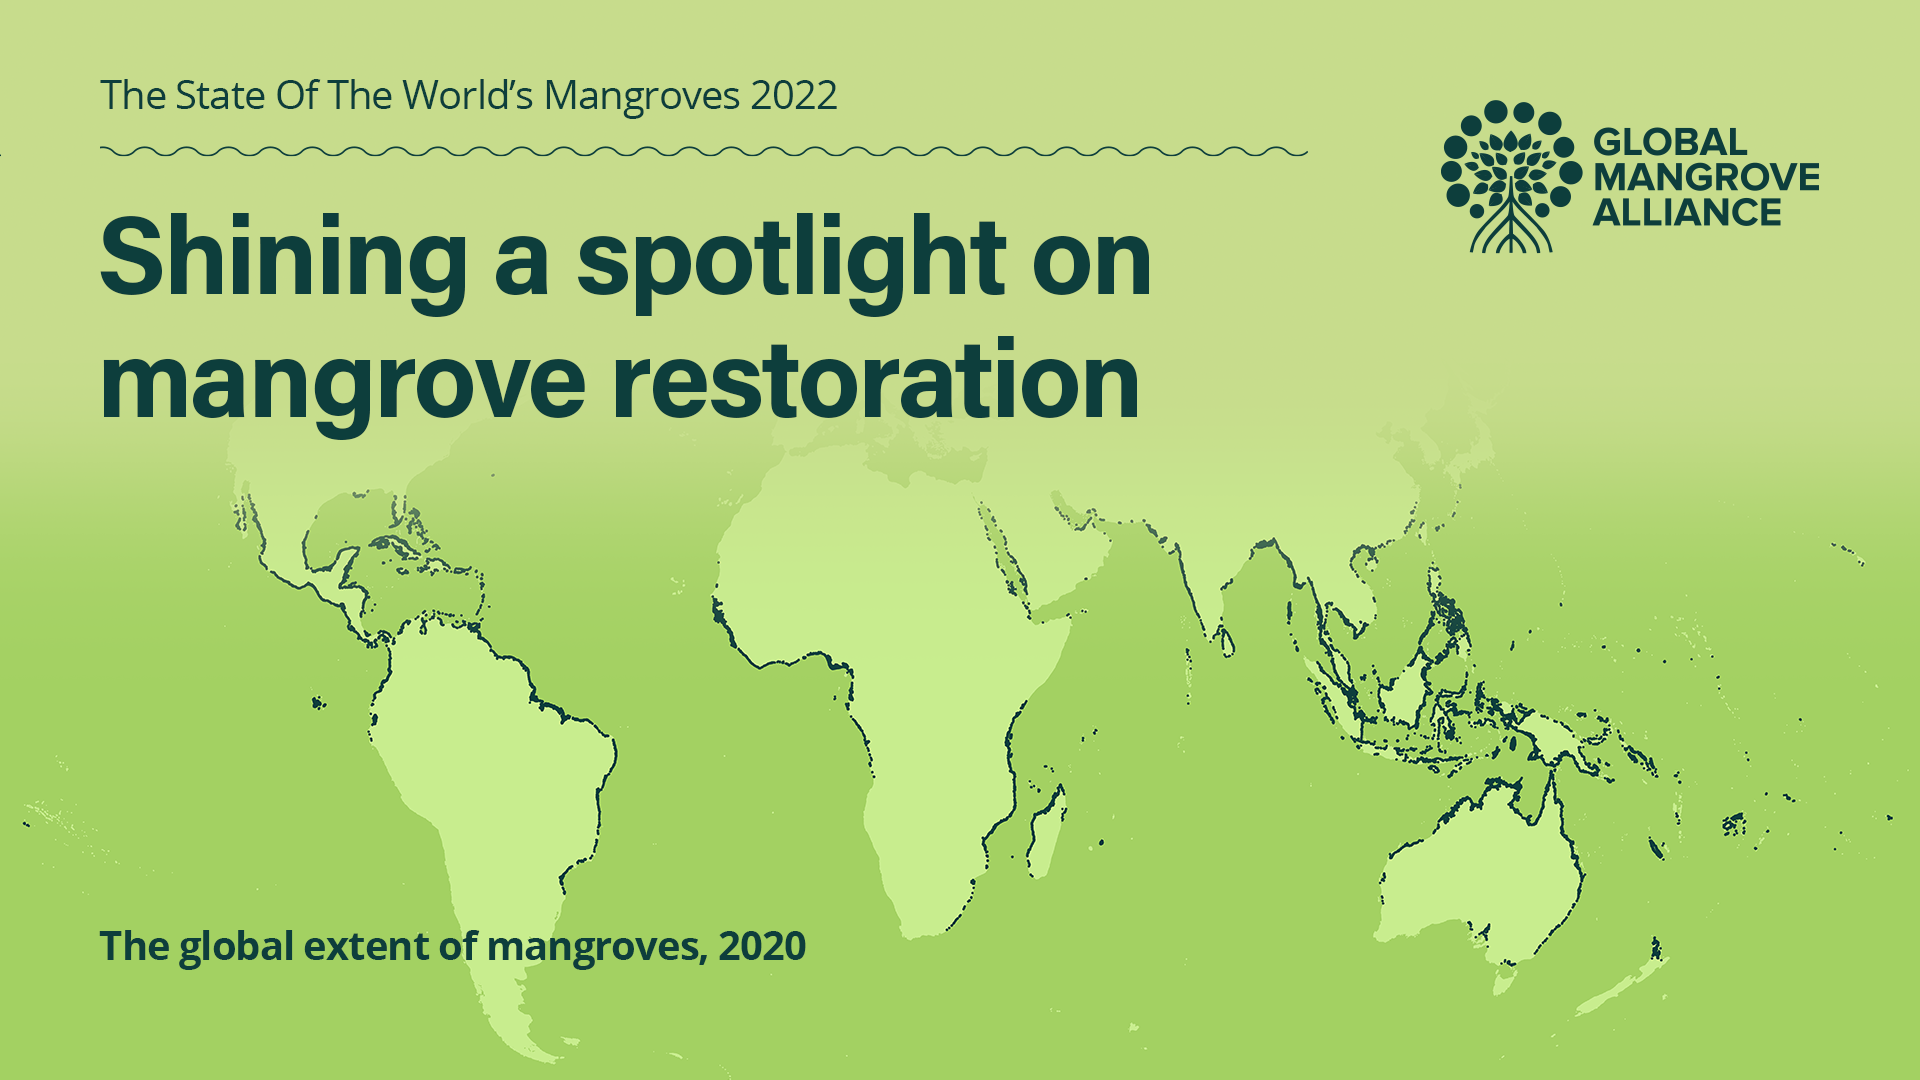 The State Of The World’s Mangroves 2022
GLOBAL
MANGROVE
ALLIANCE
Shining a spotlight on
mangrove restoration
The global extent of mangroves, 2020